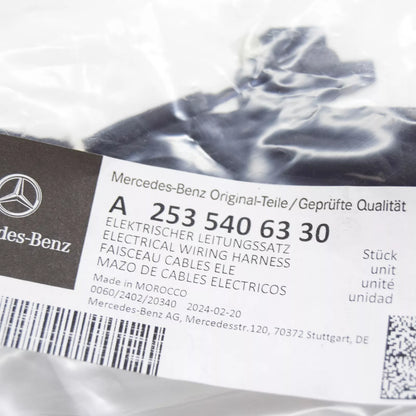 Mercedes-Benz Original-Teile/Geprüfte Qualität
A 253 540 63 30
ELEKTRISCHER LEITUNGSSATZ
ELECTRICAL WIRING HARNESS
FAISCEAU CABLES ELE
MAZO DE CABLES ELECTRICOS
Stück
unit
unité
unidad
Made in MOROCCO
0060/2402/20340 2024-02-20
Mercedes-Benz AG, Mercedesstr.120, 70372 Stuttgart, DE
des-Benz